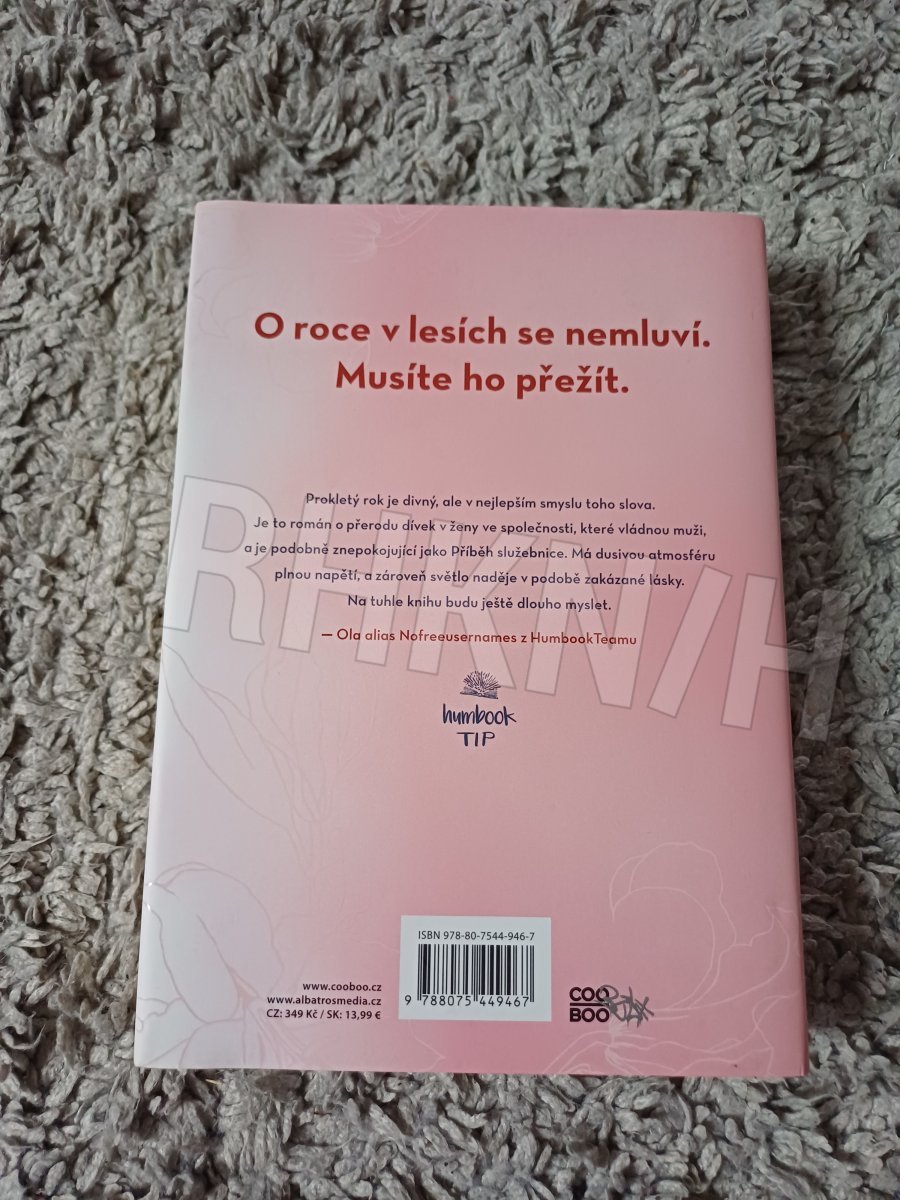 O roce v lesích se nemluví.
Musíte ho přežít.
Prokletý rok je divný, ale v nejlepším smyslu toho slova.
Je to román o přerodu dívek v ženy ve společnosti, které vládnou muži,
a je podobně znepokojující jako Příběh služebnice. Má dusivou atmosféru
plnou napětí, a zároveň světlo naděje v podobě zakázané lásky.
Na tuhle knihu budu ještě dlouho myslet.
— Ola alias Nofreeusernames z HumbookTeamu
RHKN/H
humbook
TIP
ISBN 978-80-7544-946-7
9 788075 449467
www.cooboo.cz
www.albatrosmedia.cz
CZ: 349 Kč / SK: 13,99 €
COO
BOO